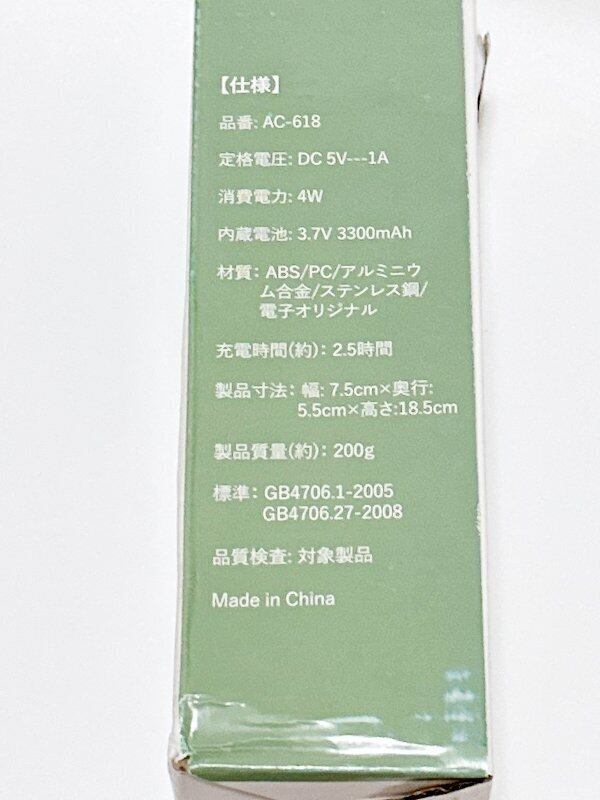 【仕様】
品番: AC-618
定格電圧: DC 5V---1A
消費電力: 4W
内蔵電池: 3.7V 3300mAh
材質： ABS/PC/アルミニウ
ム合金/ステンレス鋼/
電子オリジナル
充電時間(約)： 2.5時間
製品寸法： 幅: 7.5cm×奥行:
5.5cm×高さ:18.5cm
製品質量(約)： 200g
標準： GB4706.1-2005
GB4706.27-2008
品質検査: 対象製品
Made in China